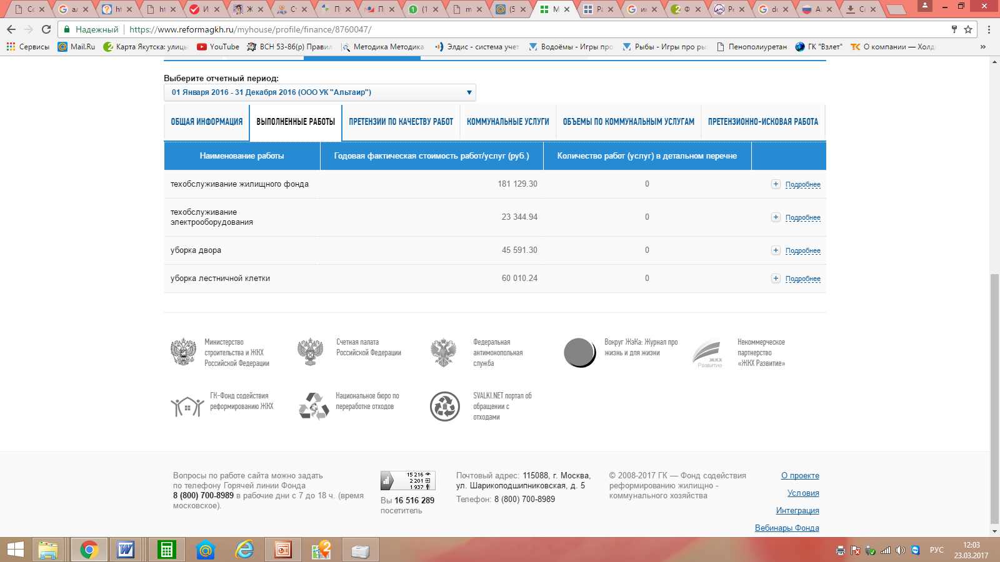 Надежный https://www.reformagkh.ru/myhouse/profile/finance/8760047/
Сервисы Mail.Ru Карта Якутска: улицы YouTube ВСН 53-86(р) Правил Методика Методика Элдис - система учет Водоёмы - Игры про Рыбы - Игры про ры Пенополиуретан ГК "Взлет" О компании — Холд »
Выберите отчетный период:
01 Января 2016 - 31 Декабря 2016 (ООО УК "Альтаир")
ОБЩАЯ ИНФОРМАЦИЯ ВЫПОЛНЕННЫЕ РАБОТЫ ПРЕТЕНЗИИ ПО КАЧЕСТВУ РАБОТ КОММУНАЛЬНЫЕ УСЛУГИ ОБЪЕМЫ ПО КОММУНАЛЬНЫМ УСЛУГАМ ПРЕТЕНЗИОННО-ИСКОВАЯ РАБОТА
Наименование работы Годовая фактическая стоимость работ/услуг (руб.) Количество работ (услуг) в детальном перечне
техобслуживание жилищного фонда 181 129.30 0 Подробнее
техобслуживание
электрооборудования 23 344.94 0 Подробнее
уборка двора 45 591.30 0 Подробнее
уборка лестничной клетки 60 010.24 0 Подробнее
Министерство
строительства и ЖКХ
Российской Федерации
Счетная палата
Российской Федерации
Федеральная
антимонопольная
служба
Вокруг ЖэКа: Журнал про
жизнь и для жизни
ЖКХ
Развитие
Некоммерческое
партнерство
«ЖКХ Развитие»
ГК-Фонд содействия
реформированию ЖКХ
Национальное бюро по
переработке отходов
SVALKI.NET портал об
обращении с
отходами
Вопросы по работе сайта можно задать
по телефону Горячей линии Фонда
8 (800) 700-8989 в рабочие дни с 7 до 18 ч. (время
московское).
15 216
2 201
1 937
Вы 16 516 289
посетитель
Почтовый адрес: 115088, г. Москва,
ул. Шарикоподшипниковская, д. 5
Телефон: 8 (800) 700-8989
© 2008-2017 ГК — Фонд содействия
реформированию жилищно -
коммунального хозяйства
О проекте
Условия
Интеграция
Вебинары Фонда
РУС
12:03
23.03.2017